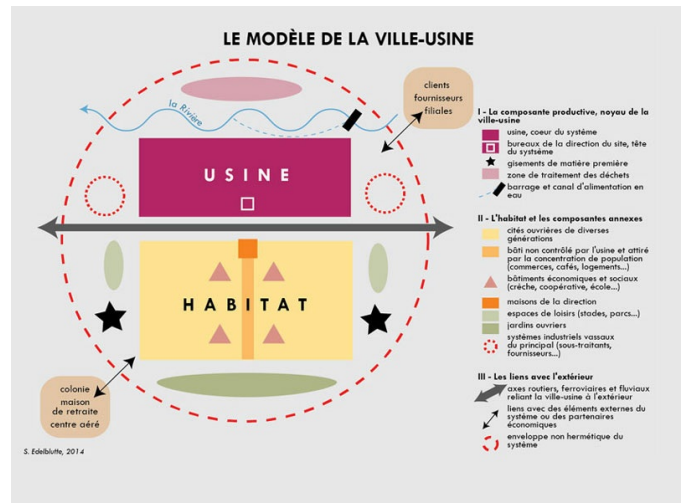 LE MODÈLE DE LA VILLE-USINE
la Rivière
clients
fournisseurs
filiales
USINE
HABITAT
colonie
maison
de retraite
centre aéré
S. Edelblutte, 2014
I - La composante productive, noyau de la
ville-usine
usine, coeur du système
bureaux de la direction du site, tête
du systsème
gisements de matière première
zone de traitement des déchets
barrage et canal d'alimentation en
eau
II - L'habitat et les composantes annexes
cités ouvrières de diverses
générations
bâti non contrôlé par l'usine et attiré
par la concentration de population
(commerces, cafés, logements...)
bâtiments économiques et sociaux
(crèche, coopérative, école...)
maisons de la direction
espaces de loisirs (stades, parcs...)
jardins ouvriers
systèmes industriels vassaux
du principal (sous-traitants,
fournisseurs...)
III - Les liens avec l'extérieur
axes routiers, ferroviaires et fluviaux
reliant la ville-usine à l'extérieur
liens avec des éléments externes du
système ou des partenaires
économiques
enveloppe non hermétique du
système